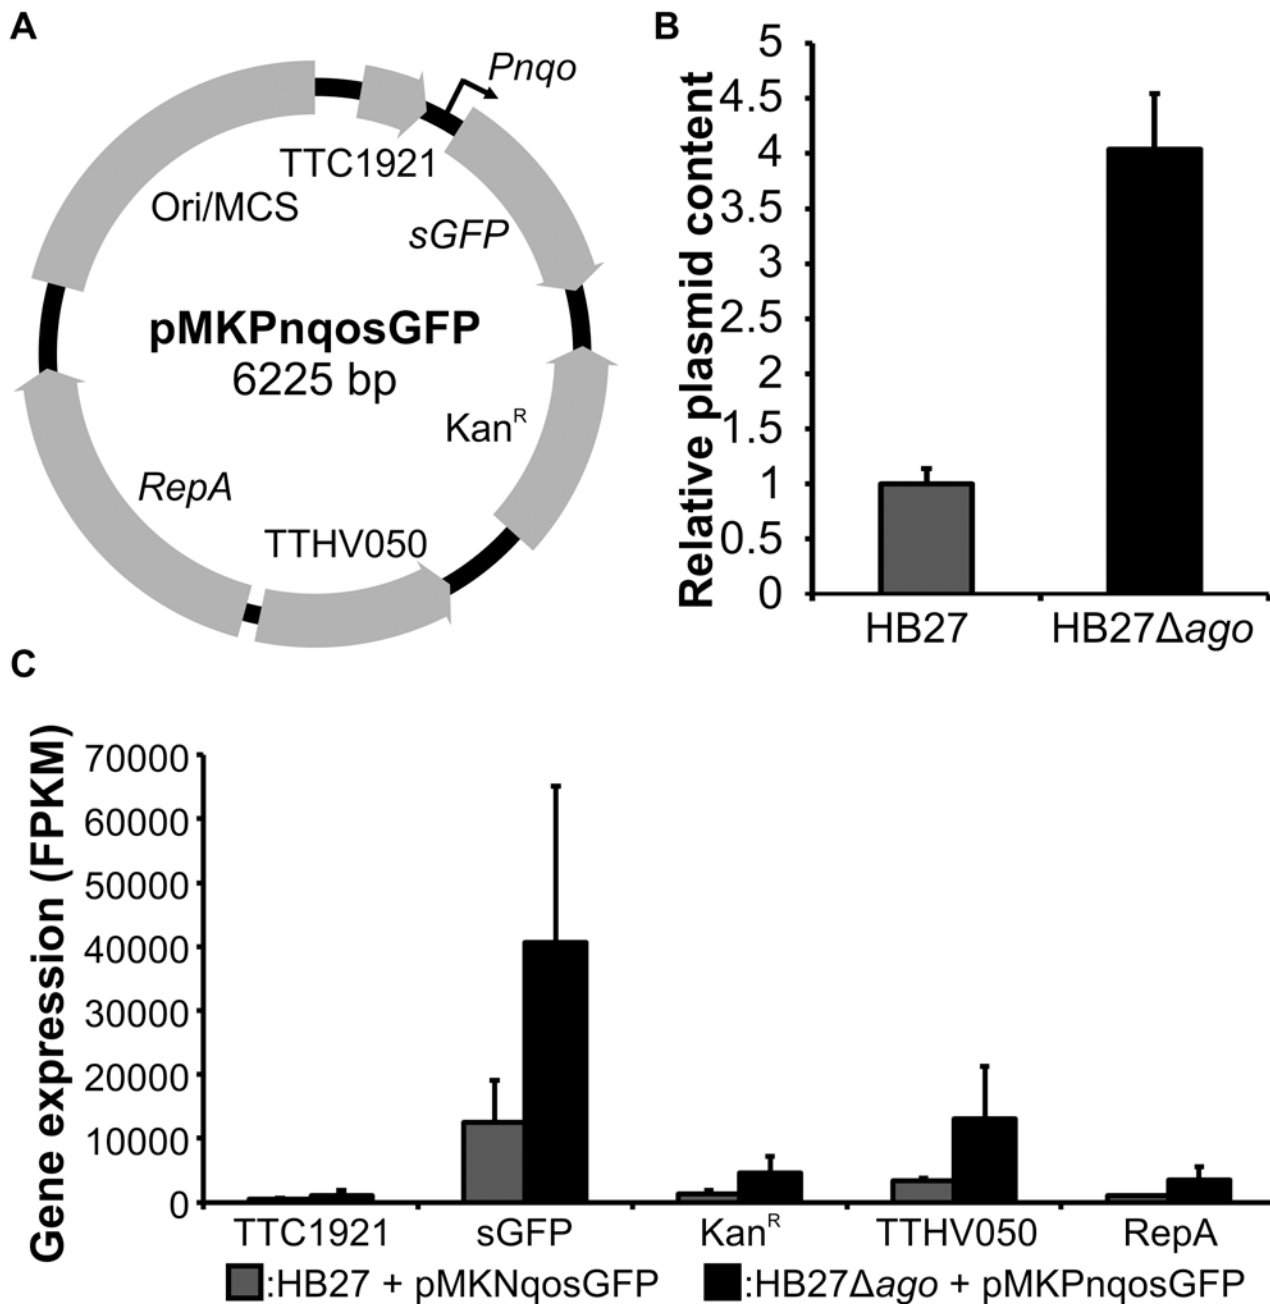 A
Pnqo
TTC1921
Ori/MCS
sGFP
pMKPnqosGFP
6225 bp
Kan^R
RepA
TTHV050
B
Relative plasmid content
5
4.5
4
3.5
3
2.5
2
1.5
1
0.5
0
HB27
HB27Δago
C
Gene expression (FPKM)
70000
60000
50000
40000
30000
20000
10000
0
TTC1921 sGFP Kan^R TTHV050 RepA
:HB27 + pMKNqosGFP :HB27Δago + pMKPnqosGFP